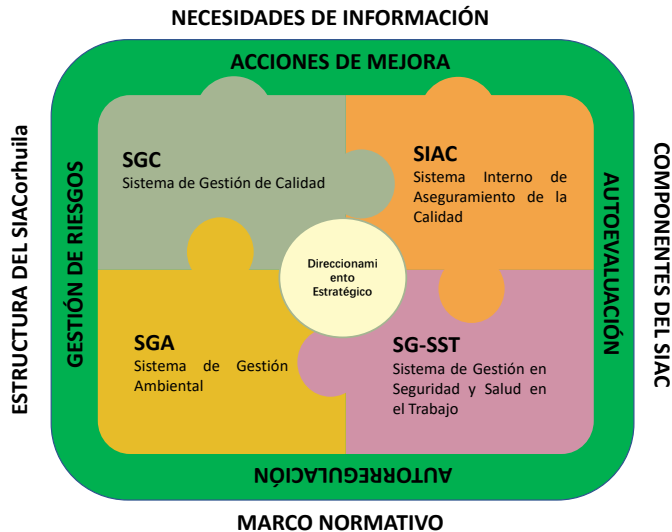 NECESIDADES DE INFORMACIÓN
ACCIONES DE MEJORA
ESTRUCTURA DEL SIACorhuila
GESTIÓN DE RIESGOS
SGC
Sistema de Gestión de Calidad
SIAC
Sistema Interno de
Aseguramiento de la
Calidad
Direccionami
ento
Estratégico
SGA
Sistema de Gestión
Ambiental
SG-SST
Sistema de Gestión en
Seguridad y Salud en
el Trabajo
AUTOEVALUACIÓN
COMPONENTES DEL SIAC
AUTORREGULACIÓN
MARCO NORMATIVO